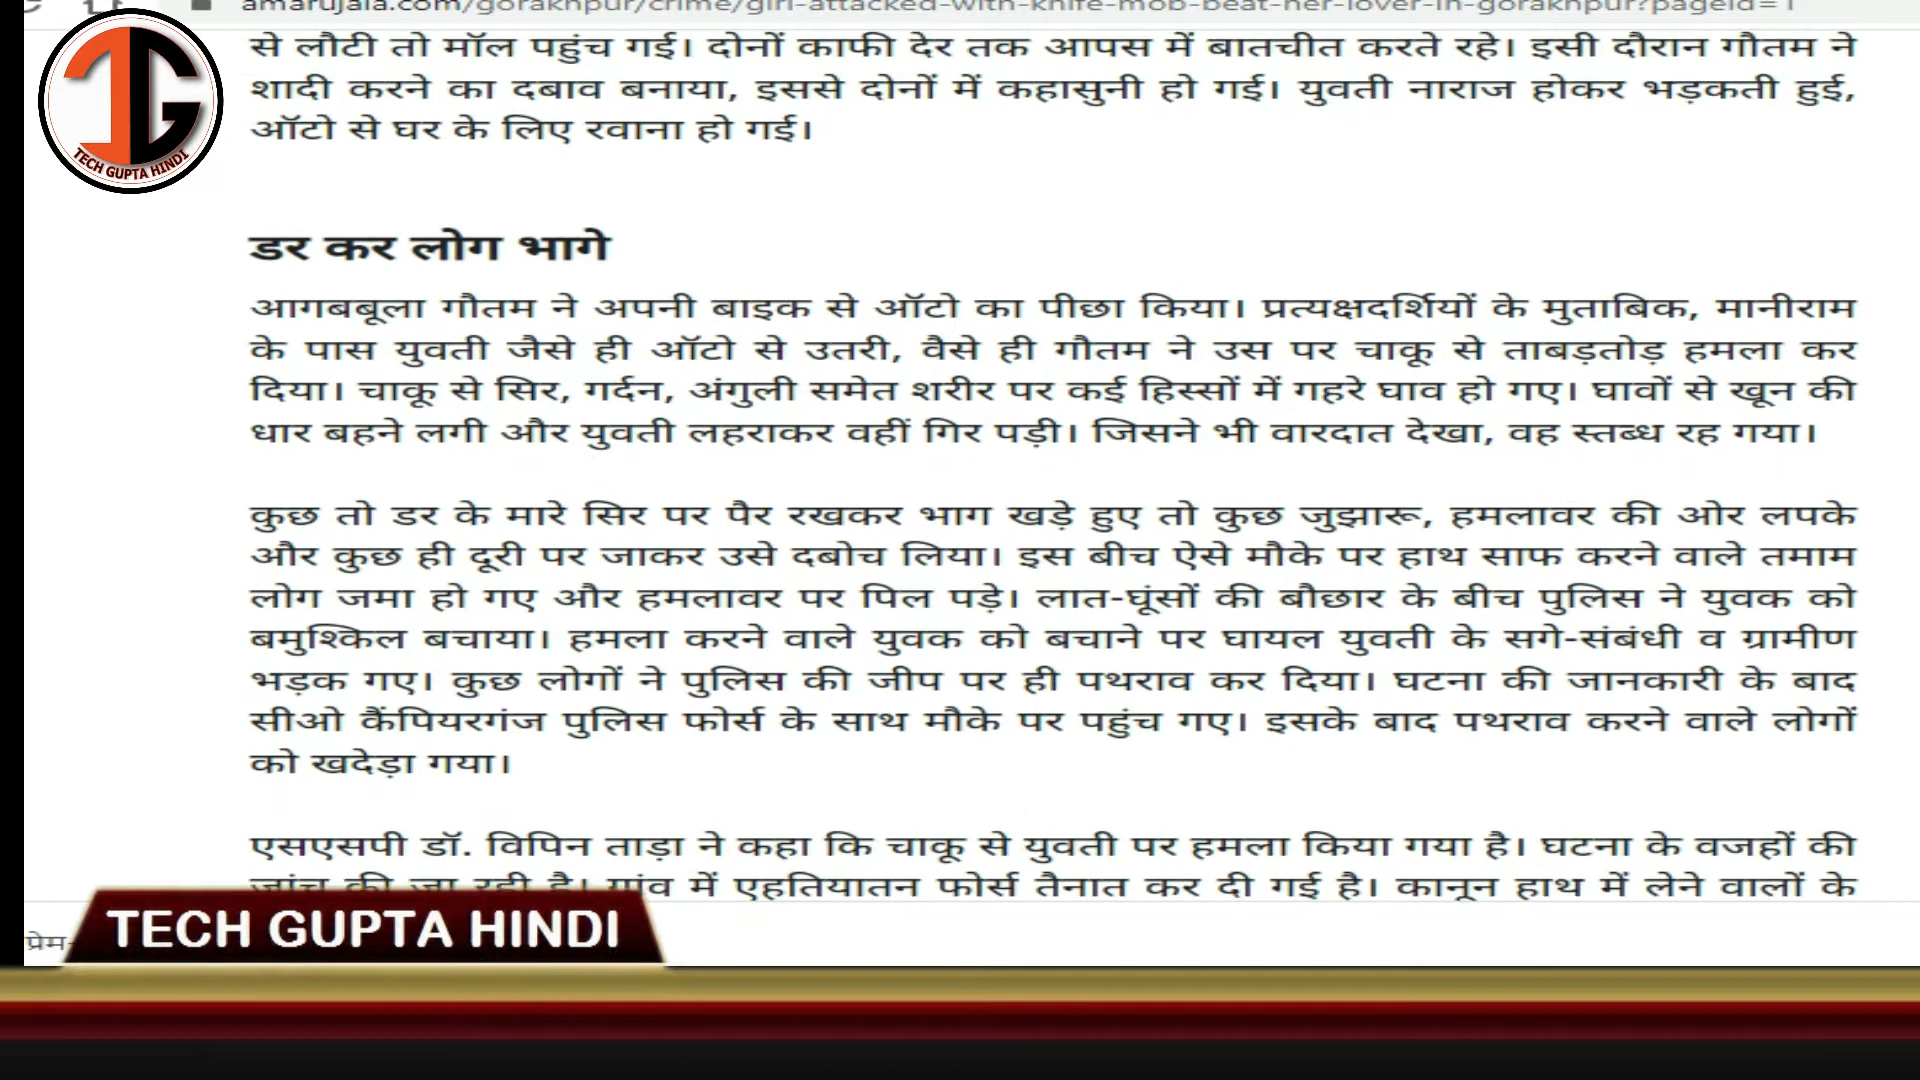 amarujala.com/gorakhpur/crime/girl-attacked-with-knife-mob-beat-her-lover-in-gorakhpur?pageId=1
से लौटी तो मॉल पहुंच गई। दोनों काफी देर तक आपस में बातचीत करते रहे। इसी दौरान गौतम ने
शादी करने का दबाव बनाया, इससे दोनों में कहासुनी हो गई। युवती नाराज होकर भड़कती हुई,
ऑटो से घर के लिए रवाना हो गई।
TECH GUPTA HINDI
डर कर लोग भागे
आगबबूला गौतम ने अपनी बाइक से ऑटो का पीछा किया। प्रत्यक्षदर्शियों के मुताबिक, मानीराम
के पास युवती जैसे ही ऑटो से उतरी, वैसे ही गौतम ने उस पर चाकू से ताबड़तोड़ हमला कर
दिया। चाकू से सिर, गर्दन, अंगुली समेत शरीर पर कई हिस्सों में गहरे घाव हो गए। घावों से खून की
धार बहने लगी और युवती लहराकर वहीं गिर पड़ी। जिसने भी वारदात देखा, वह स्तब्ध रह गया।
कुछ तो डर के मारे सिर पर पैर रखकर भाग खड़े हुए तो कुछ जुझारू, हमलावर की ओर लपके
और कुछ ही दूरी पर जाकर उसे दबोच लिया। इस बीच ऐसे मौके पर हाथ साफ करने वाले तमाम
लोग जमा हो गए और हमलावर पर पिल पड़े। लात-घूंसों की बौछार के बीच पुलिस ने युवक को
बमुश्किल बचाया। हमला करने वाले युवक को बचाने पर घायल युवती के सगे-संबंधी व ग्रामीण
भड़क गए। कुछ लोगों ने पुलिस की जीप पर ही पथराव कर दिया। घटना की जानकारी के बाद
सीओ कैंपियरगंज पुलिस फोर्स के साथ मौके पर पहुंच गए। इसके बाद पथराव करने वाले लोगों
को खदेड़ा गया।
एसएसपी डॉ. विपिन ताड़ा ने कहा कि चाकू से युवती पर हमला किया गया है। घटना के वजहों की
जांच की जा रही है। गांव में एहतियातन फोर्स तैनात कर दी गई है। कानून हाथ में लेने वालों के
प्रेम-
TECH GUPTA HINDI